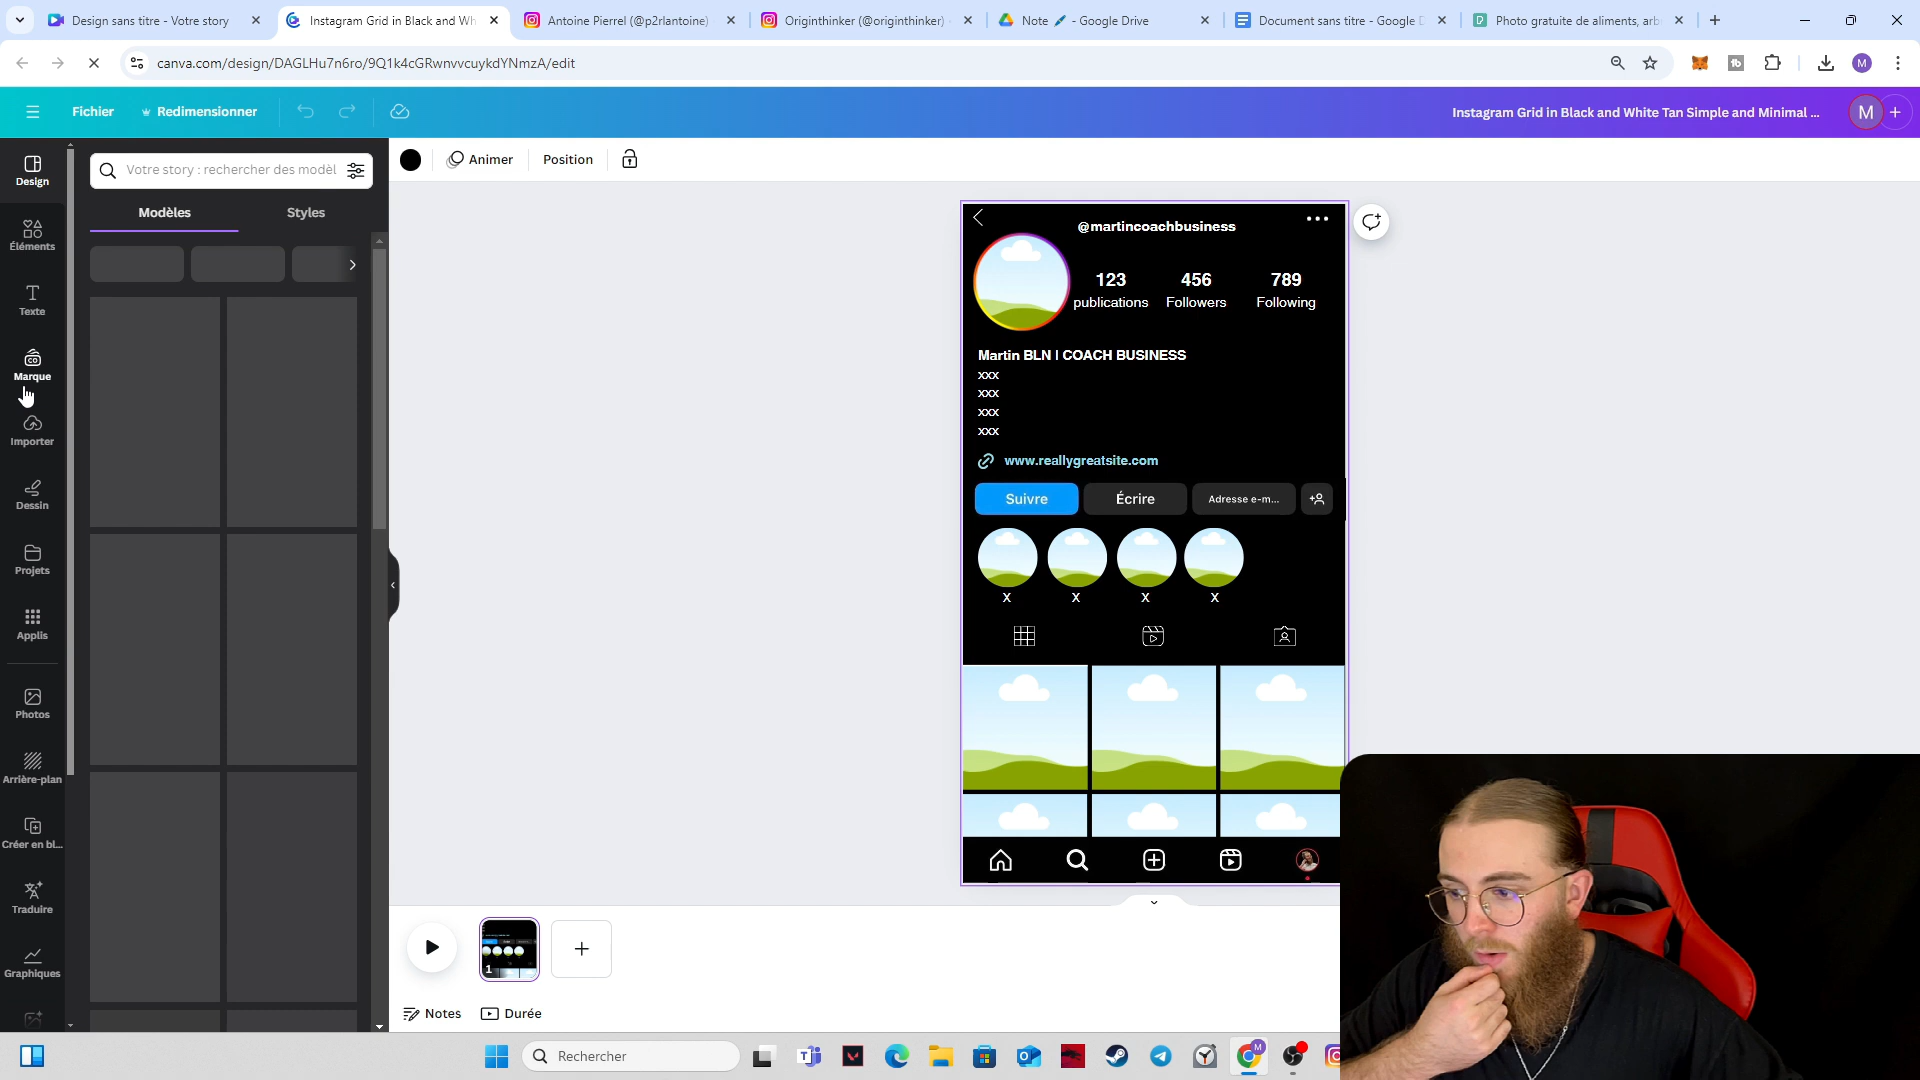 Design sans titre - Votre story
Instagram Grid in Black and Wh
Antoine Pierrel (@p2rlantoine)
Originthinker (@originthinker)
Note 🖊️ - Google Drive
Document sans titre - Google D
Photo gratuite de aliments, arb
canva.com/design/DAGLHu7n6ro/9Q1k4cGRwnvvcuykdYNmzA/edit
M
Fichier
Redimensionner
Instagram Grid in Black and White Tan Simple and Minimal ...
M
Design
Éléments
Texte
Marque
Importer
Dessin
Projets
Applis
Photos
Arrière-plan
Créer en bl...
Traduire
Graphiques
Votre story : rechercher des modèl
Modèles
Styles
Animer
Position
@martincoachbusiness
123
456
789
publications
Followers
Following
Martin BLN I COACH BUSINESS
xxx
xxx
xxx
xxx
www.reallygreatsite.com
Suivre
Écrire
Adresse e-m...
X
X
X
X
1
Notes
Durée
Rechercher